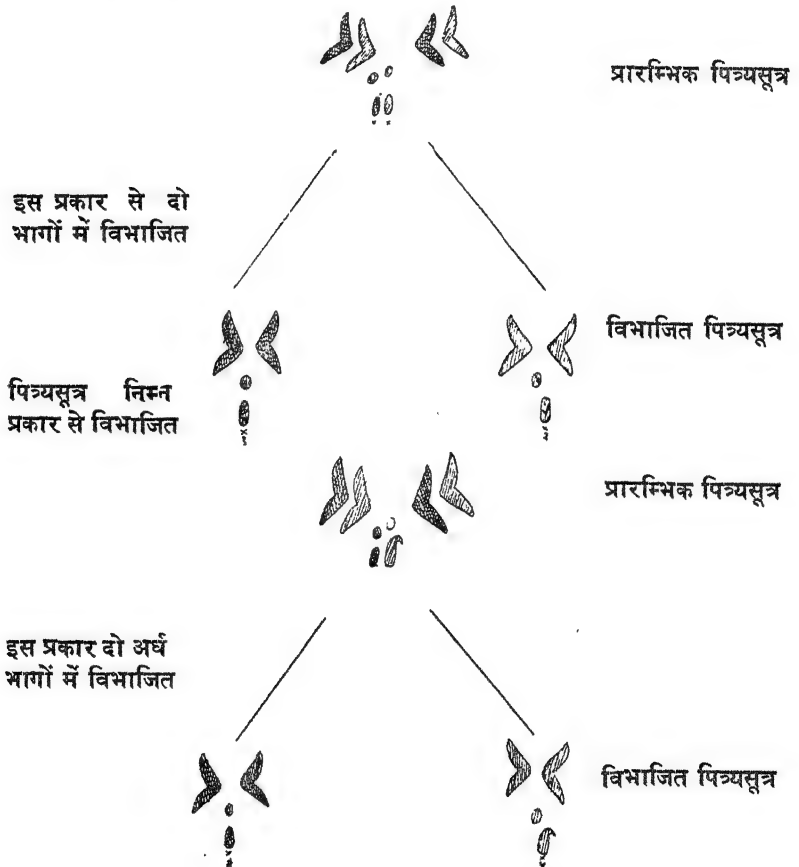 प्रारम्भिक पित्र्यसूत्र
इस प्रकार से दो
भागों में विभाजित
विभाजित पित्र्यसूत्र
पित्र्यसूत्र निम्न
प्रकार से विभाजित
प्रारम्भिक पित्र्यसूत्र
इस प्रकार दो अर्ध
भागों में विभाजित
विभाजित पित्र्यसूत्र